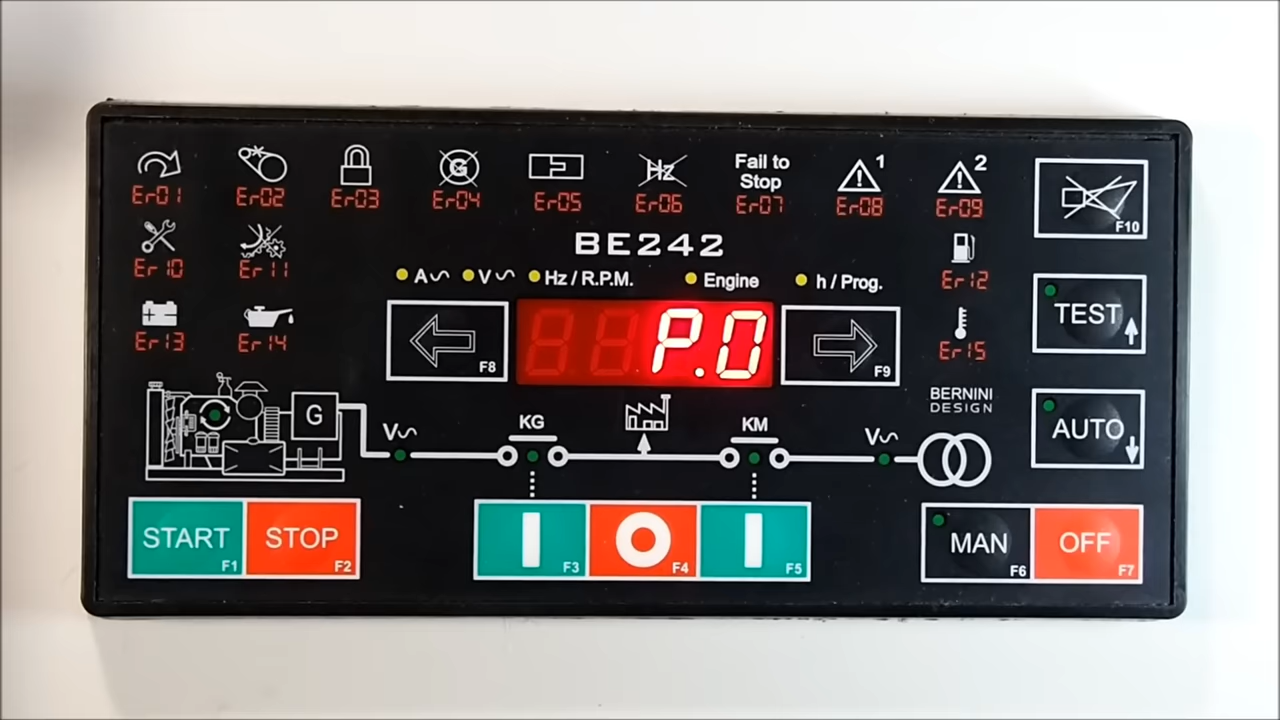 1
2
Fail to
Stop
Er01 Er02 Er03 Er04 Er05 Er06 Er07 Er08 Er09
Hz
G
BE242
F10
Er10 Er11 Er12
A V Hz / R.P.M. Engine h / Prog.
TEST
Er13 Er14 Er15
F8 P.0 F9
BERNINI
DESIGN
G
V KG KM V
AUTO
START F1 STOP F2
I F3 O F4 I F5
MAN F6 OFF F7